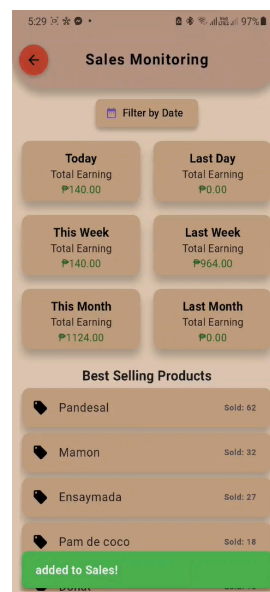 5:29
97%
Sales Monitoring
Filter by Date
Today
Total Earning
₱140.00
Last Day
Total Earning
₱0.00
This Week
Total Earning
₱140.00
Last Week
Total Earning
₱964.00
This Month
Total Earning
₱1124.00
Last Month
Total Earning
₱0.00
Best Selling Products
Pandesal Sold: 62
Mamon Sold: 32
Ensaymada Sold: 27
Pam de coco Sold: 18
added to Sales!